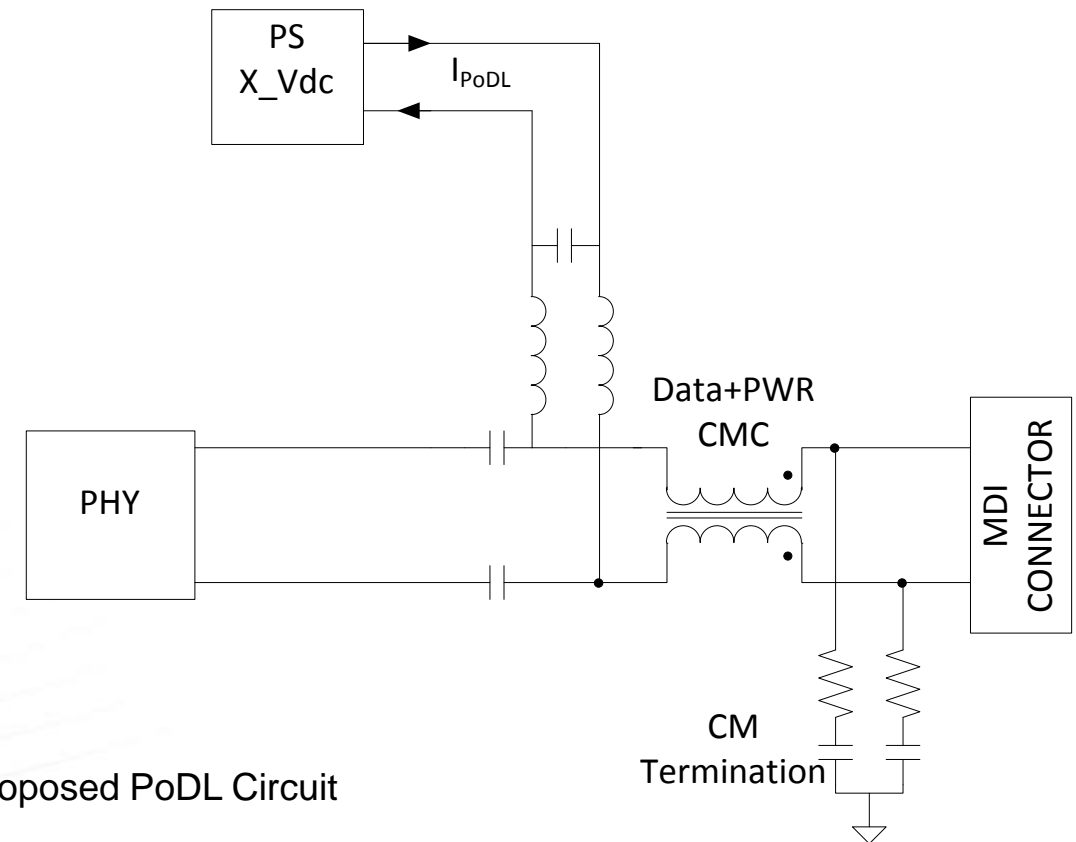 PS
X_Vdc
IPoDL
Data+PWR
CMC
PHY
MDI
CONNECTOR
CM
Termination
oposed PoDL Circuit